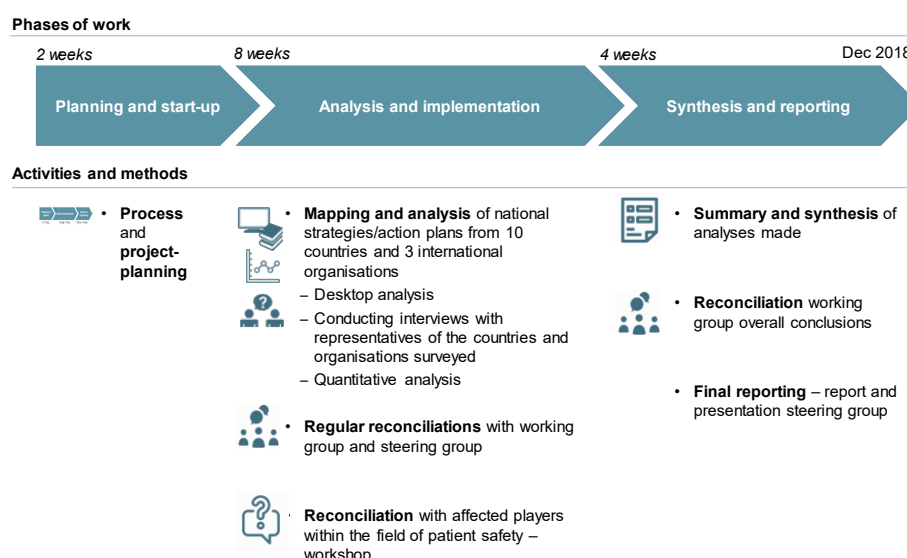 Phases of work
2 weeks
8 weeks
4 weeks
Dec 2018
Planning and start-up
Analysis and implementation
Synthesis and reporting
Activities and methods
• Process
and
project-
planning
• Mapping and analysis of national
strategies/action plans from 10
countries and 3 international
organisations
– Desktop analysis
– Conducting interviews with
representatives of the countries and
organisations surveyed
– Quantitative analysis
• Regular reconciliations with working
group and steering group
• Reconciliation with affected players
within the field of patient safety –
workshop
• Summary and synthesis of
analyses made
• Reconciliation working
group overall conclusions
• Final reporting – report and
presentation steering group